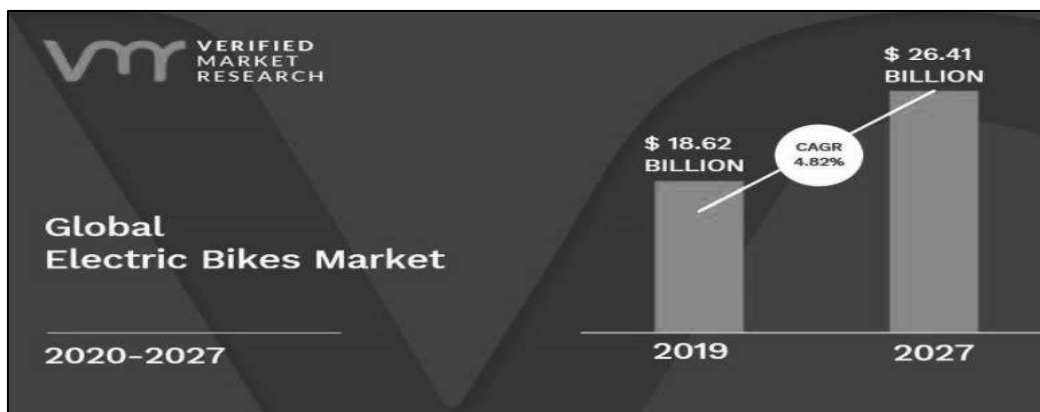 VMR VERIFIED
MARKET
RESEARCH
Global
Electric Bikes Market
2020-2027
$ 18.62
BILLION
CAGR
4.82%
$ 26.41
BILLION
2019
2027